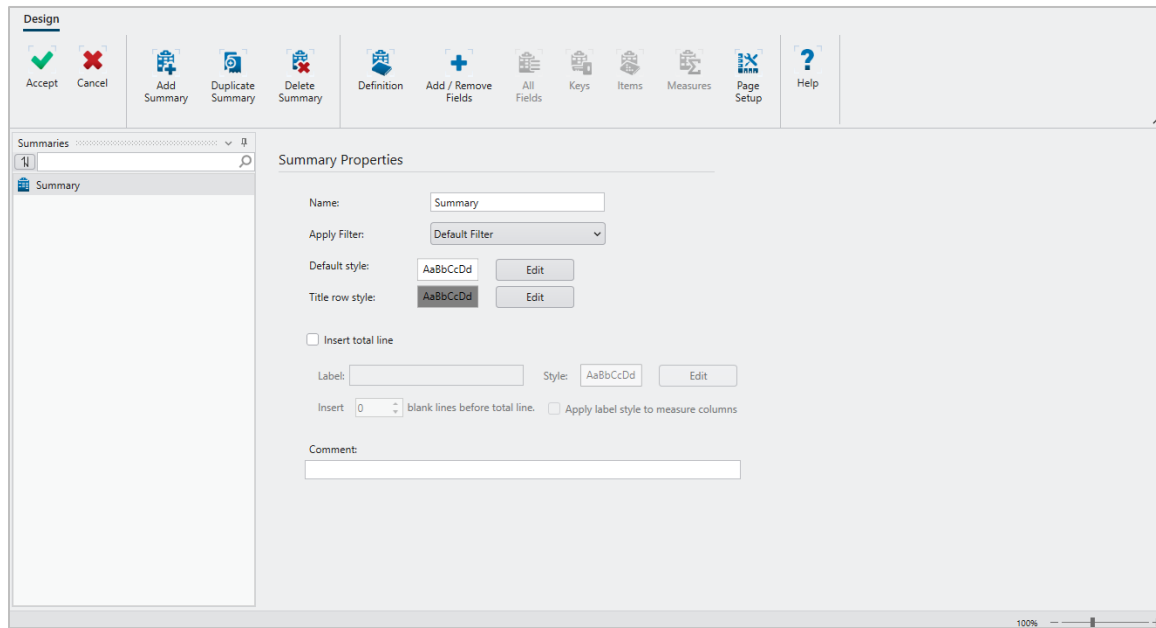 Design
Accept
Cancel
Add
Summary
Duplicate
Summary
Delete
Summary
Definition
Add / Remove
Fields
All
Fields
Keys
Items
Measures
Page
Setup
Help
Summaries
Summary
Summary Properties
Name: Summary
Apply Filter: Default Filter
Default style: AaBbCcDd Edit
Title row style: AaBbCcDd Edit
Insert total line
Label: Style: AaBbCcDd Edit
Insert 0 blank lines before total line. Apply label style to measure columns
Comment:
100%